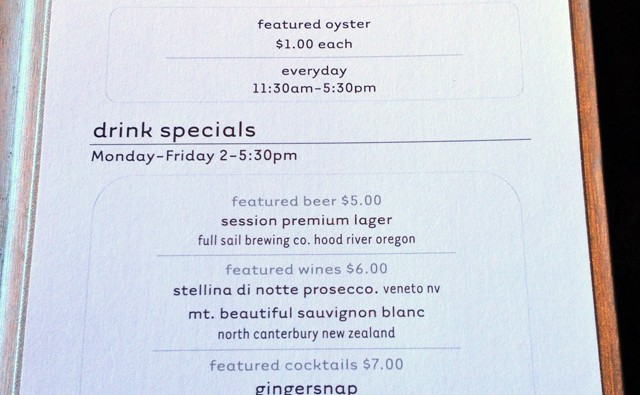 featured oyster
$1.00 each
everyday
11:30am-5:30pm
drink specials
Monday-Friday 2-5:30pm
featured beer $5.00
session premium lager
full sail brewing co. hood river oregon
featured wines $6.00
stellina di notte prosecco. veneto nv
mt. beautiful sauvignon blanc
north canterbury new zealand
featured cocktails $7.00
gingersnap